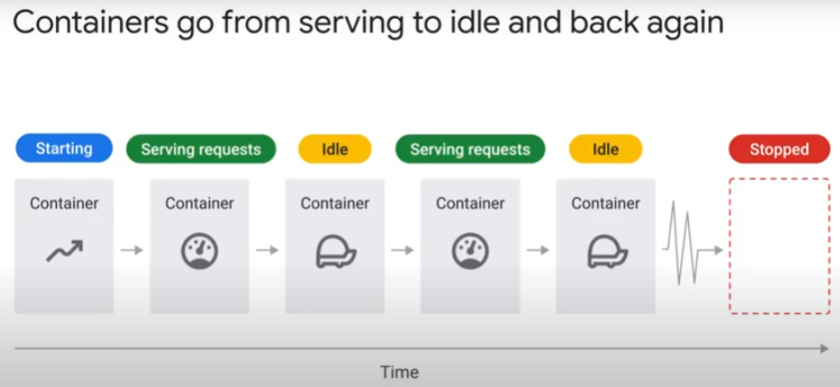 Containers go from serving to idle and back again
Starting
Serving requests
Idle
Serving requests
Idle
Stopped
Container
Container
Container
Container
Container
Time